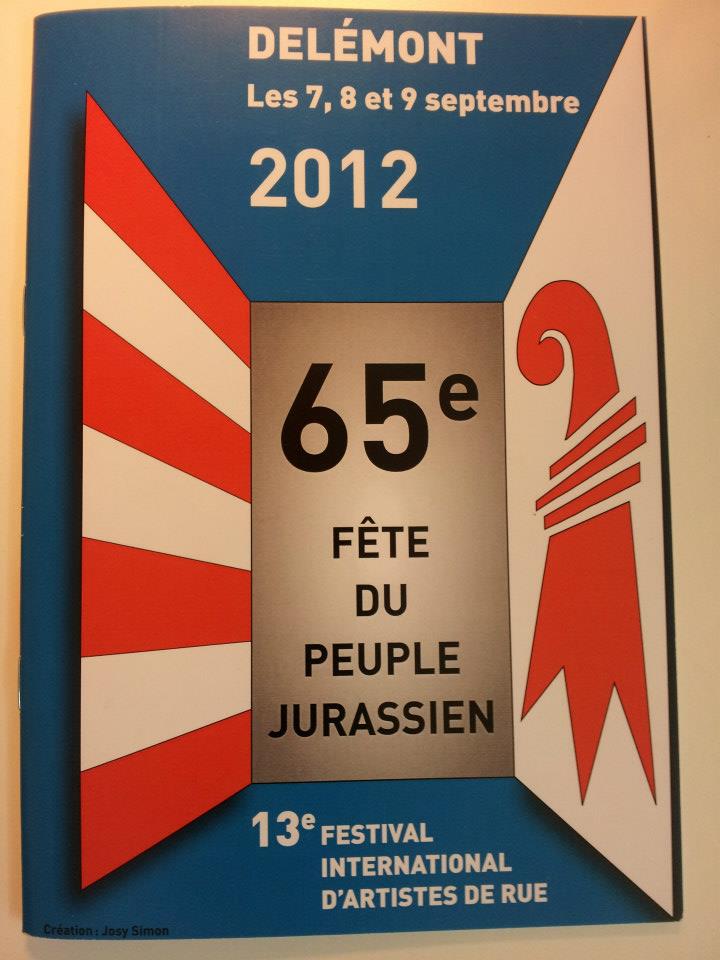 DELÉMONT
Les 7, 8 et 9 septembre
2012
65e
FÊTE
DU
PEUPLE
JURASSIEN
13e FESTIVAL
INTERNATIONAL
D'ARTISTES DE RUE
Création : Josy Simon